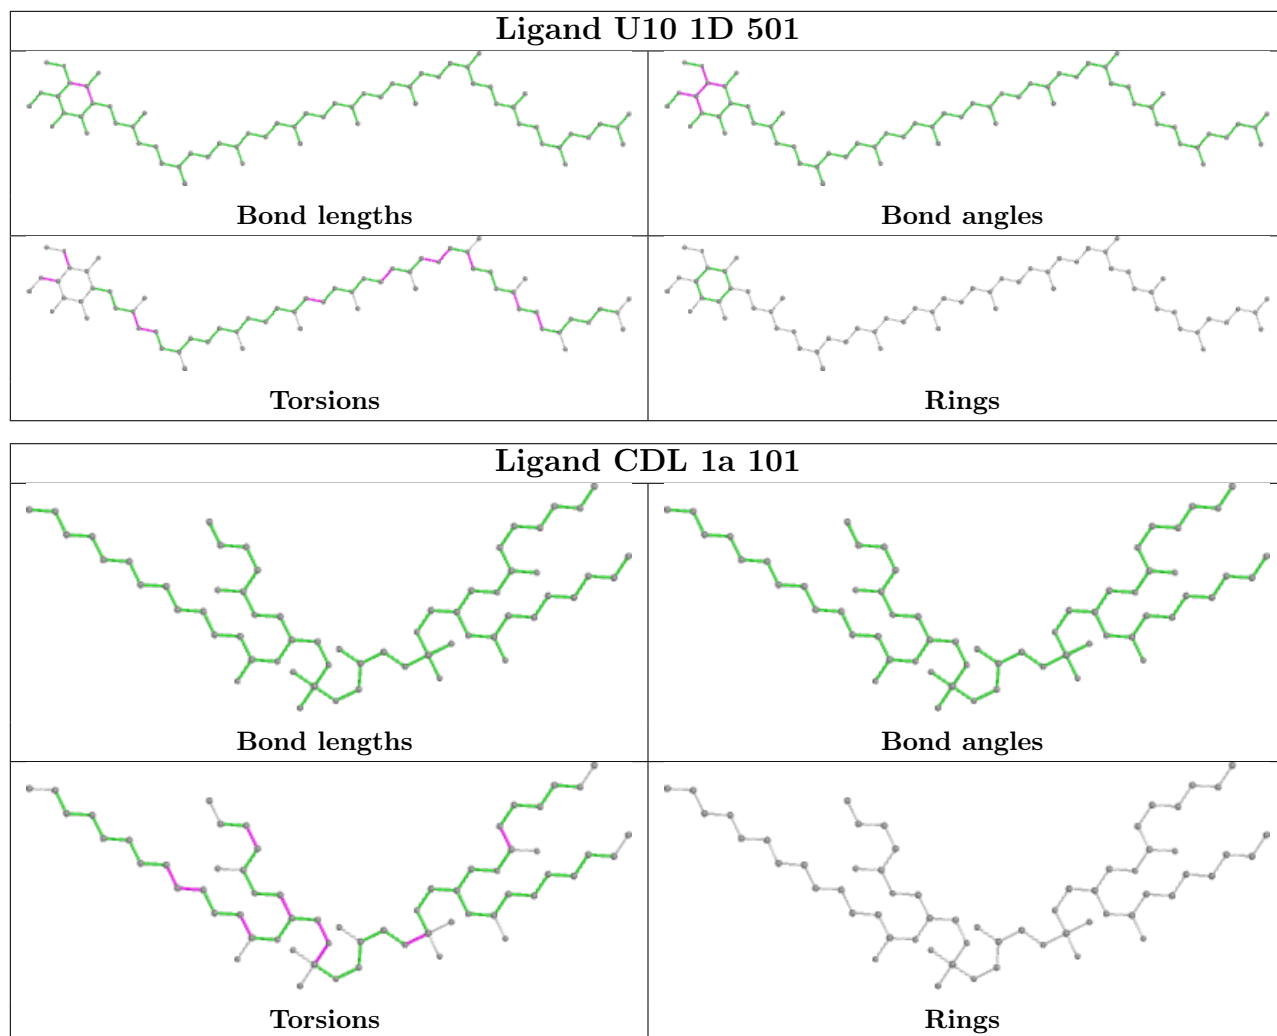 Ligand U10 1D 501
Bond lengths
Bond angles
Torsions
Rings
Ligand CDL 1a 101
Bond lengths
Bond angles
Torsions
Rings